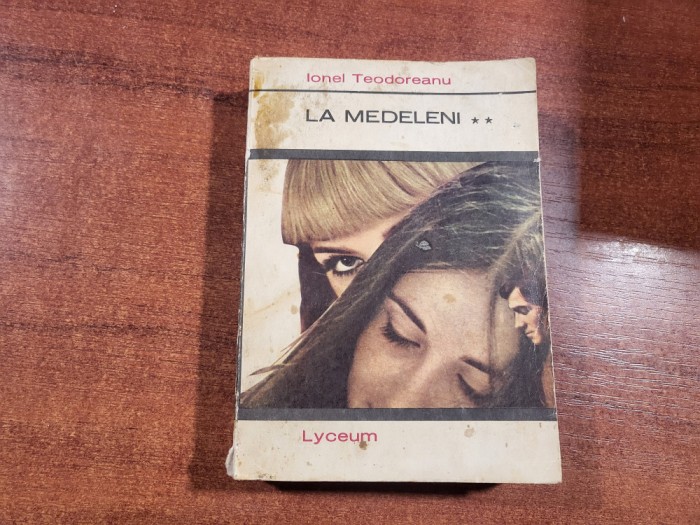 Ionel Teodoreanu
LA MEDELENI **
Lyceum